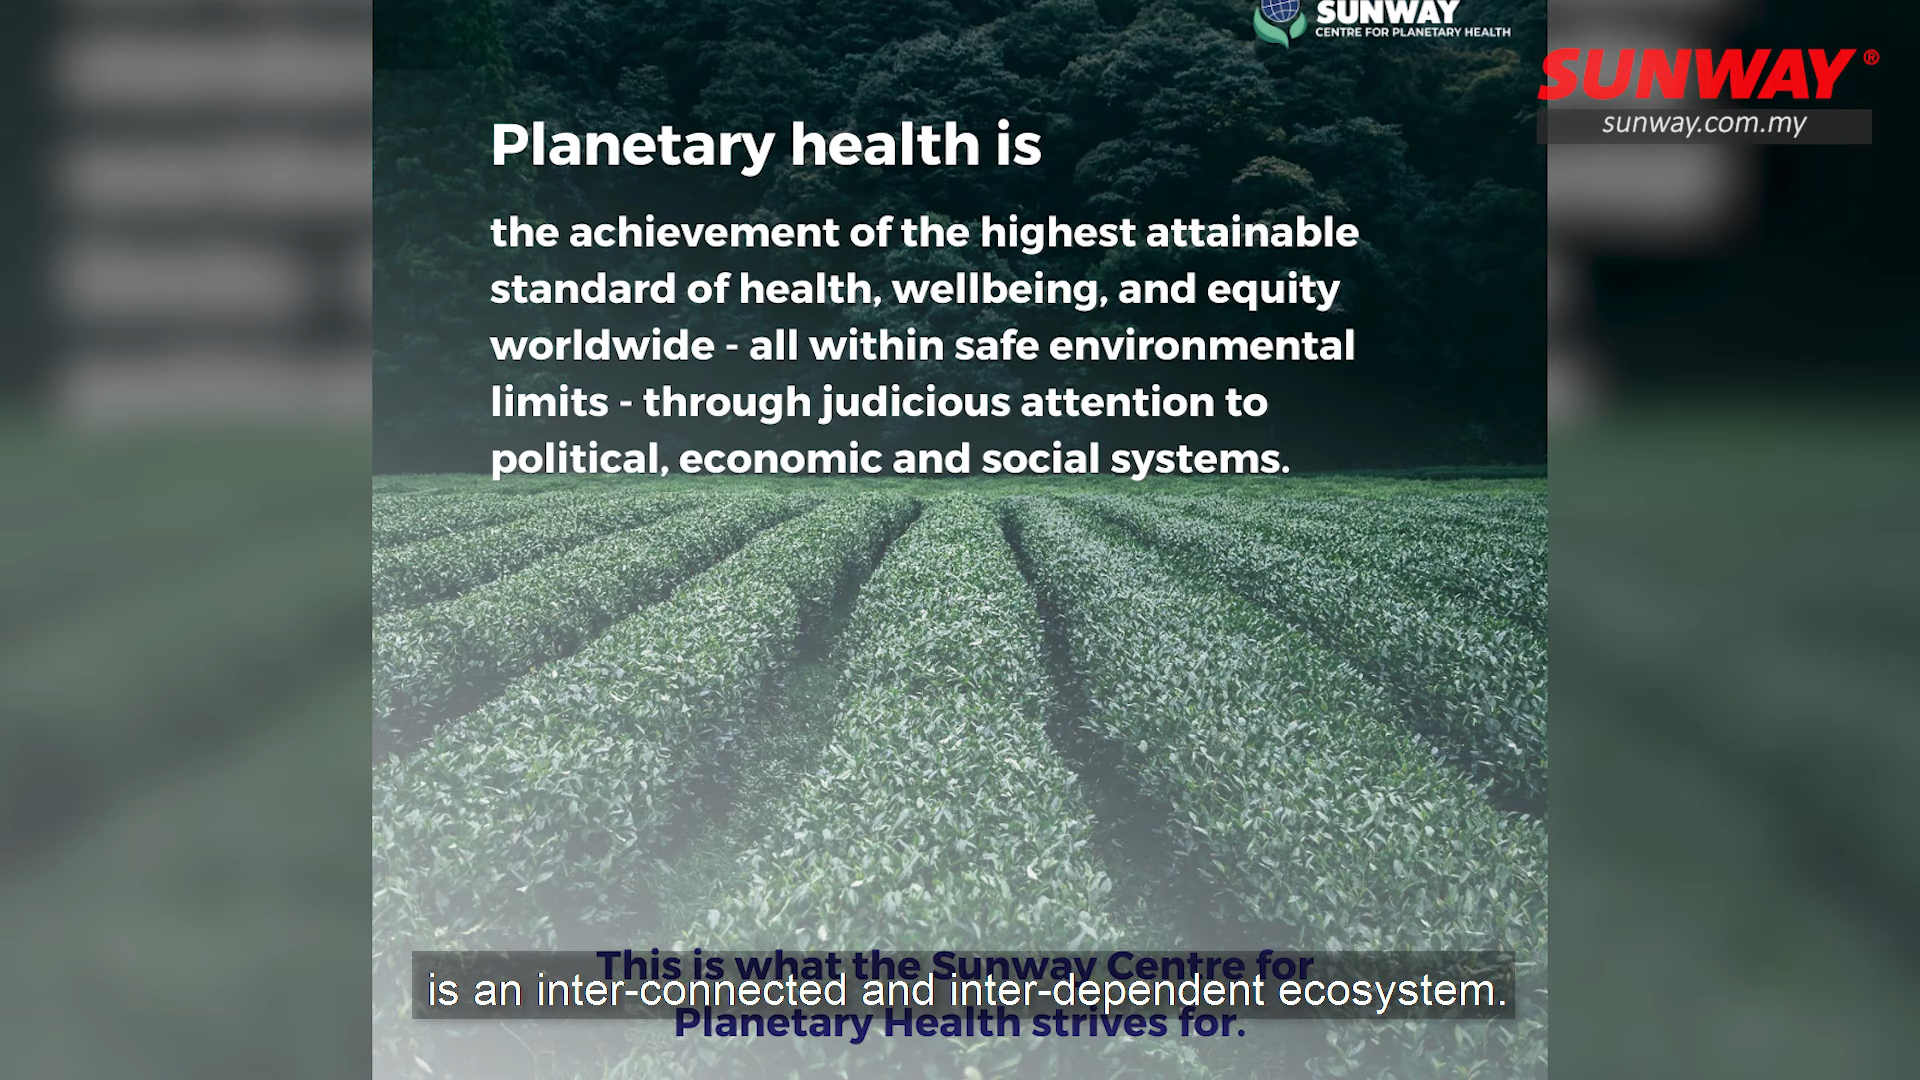 SUNWAY
CENTRE FOR PLANETARY HEALTH
SUNWAY®
sunway.com.my
Planetary health is
the achievement of the highest attainable
standard of health, wellbeing, and equity
worldwide - all within safe environmental
limits - through judicious attention to
political, economic and social systems.
This is what the Sunway Centre for
is an inter-connected and inter-dependent ecosystem.
Planetary Health strives for.